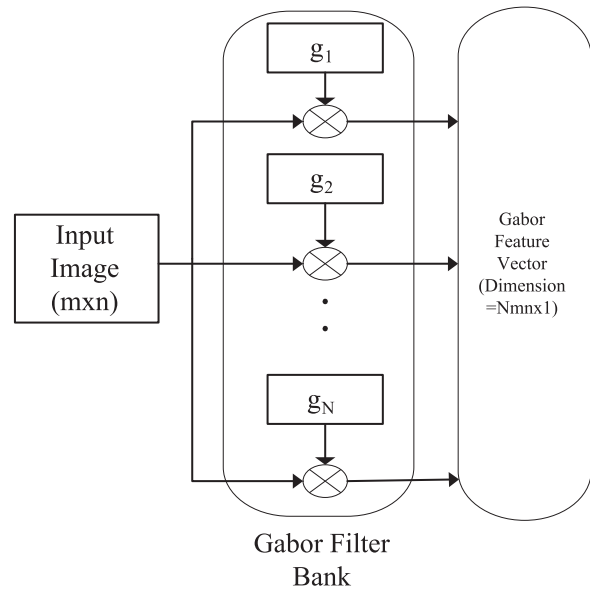 g1
g2
Input
Image
(mxn)
Gabor
Feature
Vector
(Dimension
=Nmnx1)
gN
Gabor Filter
Bank